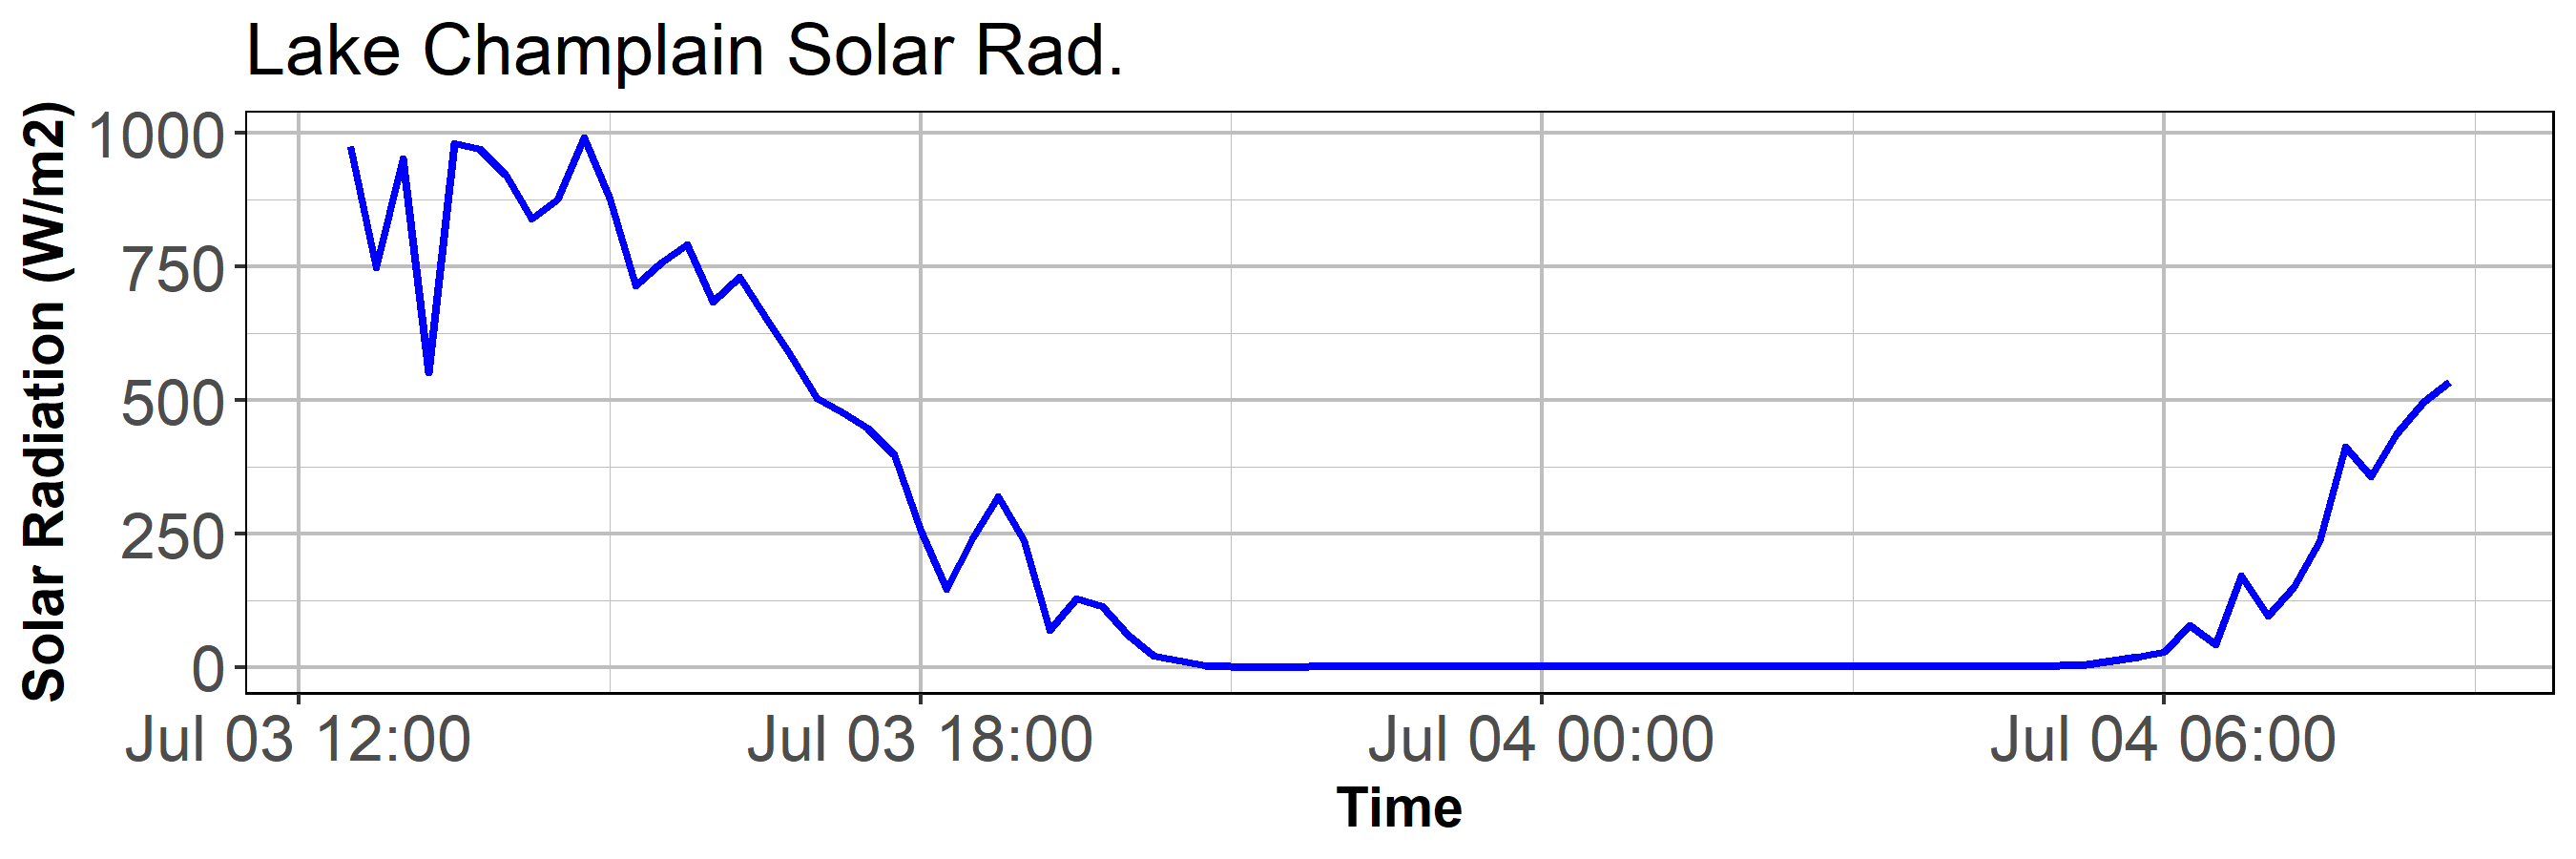 Lake Champlain Solar Rad.
Solar Radiation (W/m2)
1000
750
500
250
0
Jul 03 12:00
Jul 03 18:00
Jul 04 00:00
Jul 04 06:00
Time